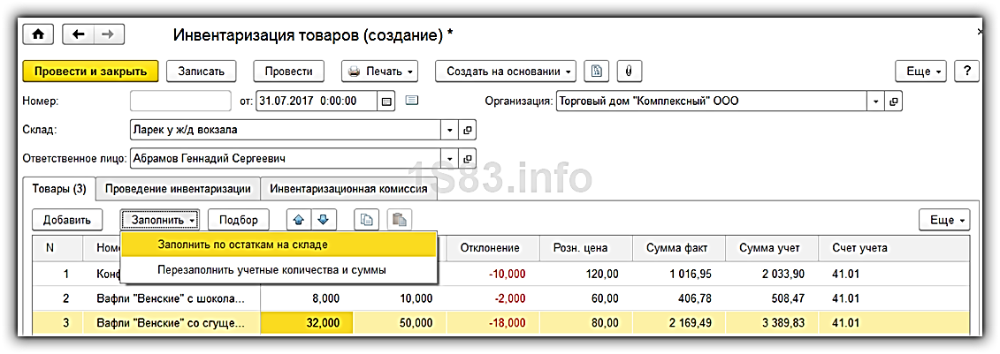 Инвентаризация товаров (создание) *
Провести и закрыть Записать Провести Печать Создать на основании Еще ?
Номер: от: 31.07.2017 0:00:00 Организация: Торговый дом "Комплексный" ООО
Склад: Ларек у ж/д вокзала
Ответственное лицо: Абрамов Геннадий Сергеевич
1S83.info
Товары (3) Проведение инвентаризации Инвентаризационная комиссия
Добавить Заполнить Подбор Еще
Заполнить по остаткам на складе
Перезаполнить учетные количества и суммы
N Номе Отклонение Розн. цена Сумма факт Сумма учет Счет учета
1 Конф -10,000 120,00 1 016,95 2 033,90 41.01
2 Вафли "Венские" с шокола... 8,000 10,000 -2,000 60,00 406,78 508,47 41.01
3 Вафли "Венские" со сгуще... 32,000 50,000 -18,000 80,00 2 169,49 3 389,83 41.01